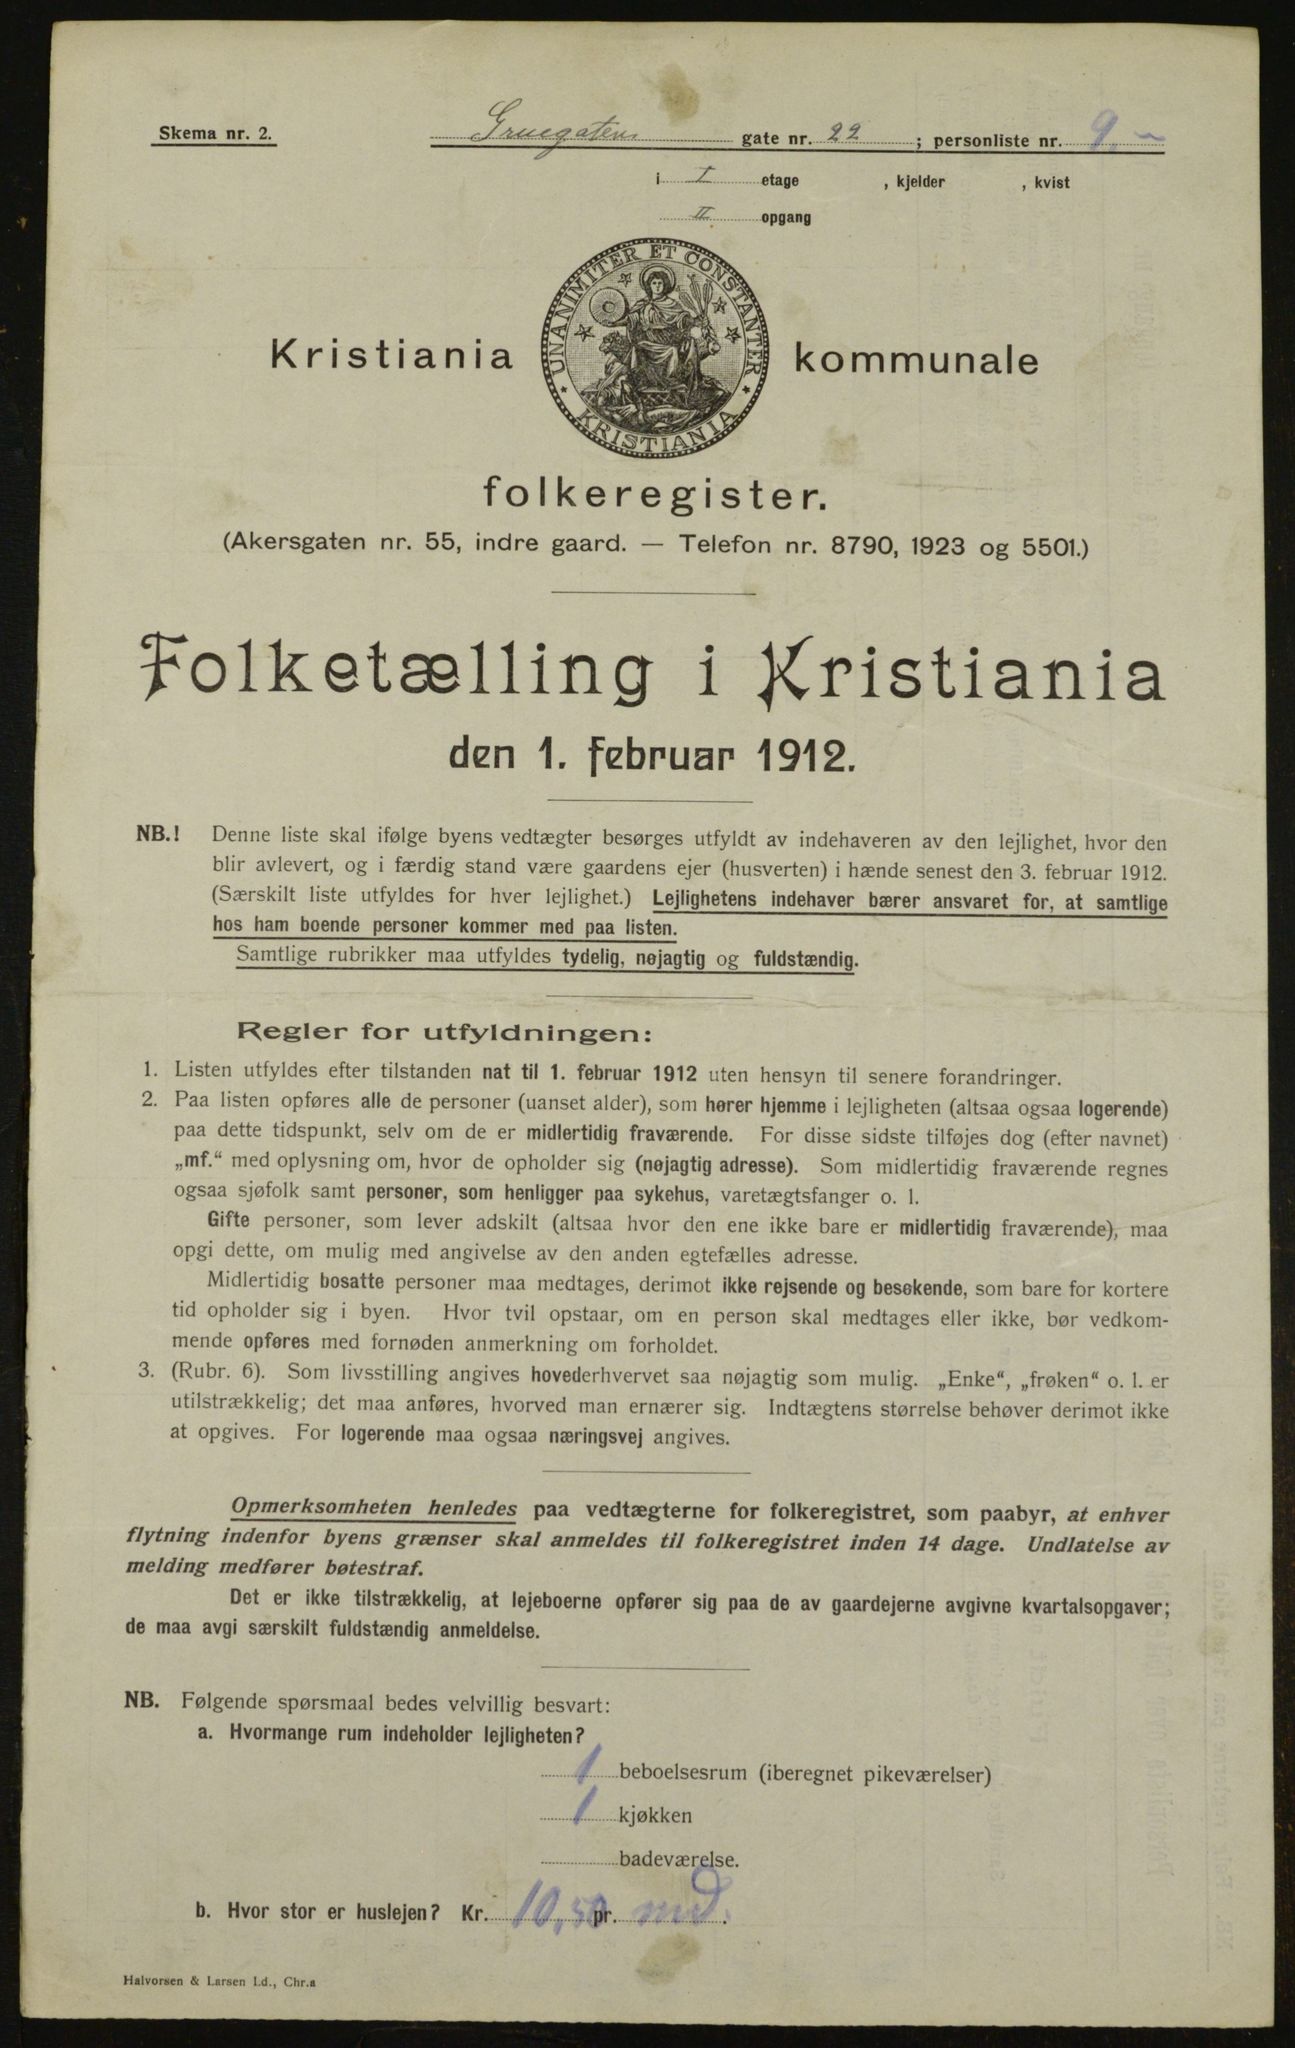 Skema nr. 2.
Gruegatens gate nr. 22 ; personliste nr. 9.
i I etage , kjelder , kvist
II opgang
UNANIMITER ET CONSTANTER
KRISTIANIA
Kristiania kommunale
folkeregister.
(Akersgaten nr. 55, indre gaard. — Telefon nr. 8790, 1923 og 5501.)
Folketælling i Kristiania
den 1. februar 1912.
NB.! Denne liste skal ifølge byens vedtægter besørges utfyldt av indehaveren av den lejlighet, hvor den
blir avlevert, og i færdig stand være gaardens ejer (husverten) i hænde senest den 3. februar 1912.
(Særskilt liste utfyldes for hver lejlighet.) Lejlighetens indehaver bærer ansvaret for, at samtlige
hos ham boende personer kommer med paa listen.
Samtlige rubrikker maa utfyldes tydelig, nøjagtig og fuldstændig.
Regler for utfyldningen:
1. Listen utfyldes efter tilstanden nat til 1. februar 1912 uten hensyn til senere forandringer.
2. Paa listen opføres alle de personer (uanset alder), som hører hjemme i lejligheten (altsaa ogsaa logerende)
paa dette tidspunkt, selv om de er midlertidig fraværende. For disse sidste tilføjes dog (efter navnet)
„mf.“ med oplysning om, hvor de opholder sig (nøjagtig adresse). Som midlertidig fraværende regnes
ogsaa sjøfolk samt personer, som henligger paa sykehus, varetægtsfanger o. l.
Gifte personer, som lever adskilt (altsaa hvor den ene ikke bare er midlertidig fraværende), maa
opgi dette, om mulig med angivelse av den anden egtefælles adresse.
Midlertidig bosatte personer maa medtages, derimot ikke rejsende og besøkende, som bare for kortere
tid opholder sig i byen. Hvor tvil opstaar, om en person skal medtages eller ikke, bør vedkom-
mende opføres med fornøden anmerkning om forholdet.
3. (Rubr. 6). Som livsstilling angives hovederhvervet saa nøjagtig som mulig. „Enke“, „frøken“ o. l. er
utilstrækkelig; det maa anføres, hvorved man ernærer sig. Indtægtens størrelse behøver derimot ikke
at opgives. For logerende maa ogsaa næringsvej angives.
Opmerksomheten henledes paa vedtægterne for folkeregistret, som paabyr, at enhver
flytning indenfor byens grænser skal anmeldes til folkeregistret inden 14 dage. Undlatelse av
melding medfører bøtestraf.
Det er ikke tilstrækkelig, at lejeboerne opfører sig paa de av gaardejerne avgivne kvartalsopgaver;
de maa avgi særskilt fuldstændig anmeldelse.
NB. Følgende spørsmaal bedes velvillig besvart:
a. Hvormange rum indeholder lejligheten?
1 beboelsesrum (iberegnet pikeværelser)
1 kjøkken
badeværelse.
b. Hvor stor er huslejen? Kr. 10,50 pr. md.
Halvorsen & Larsen Ld., Chr.a